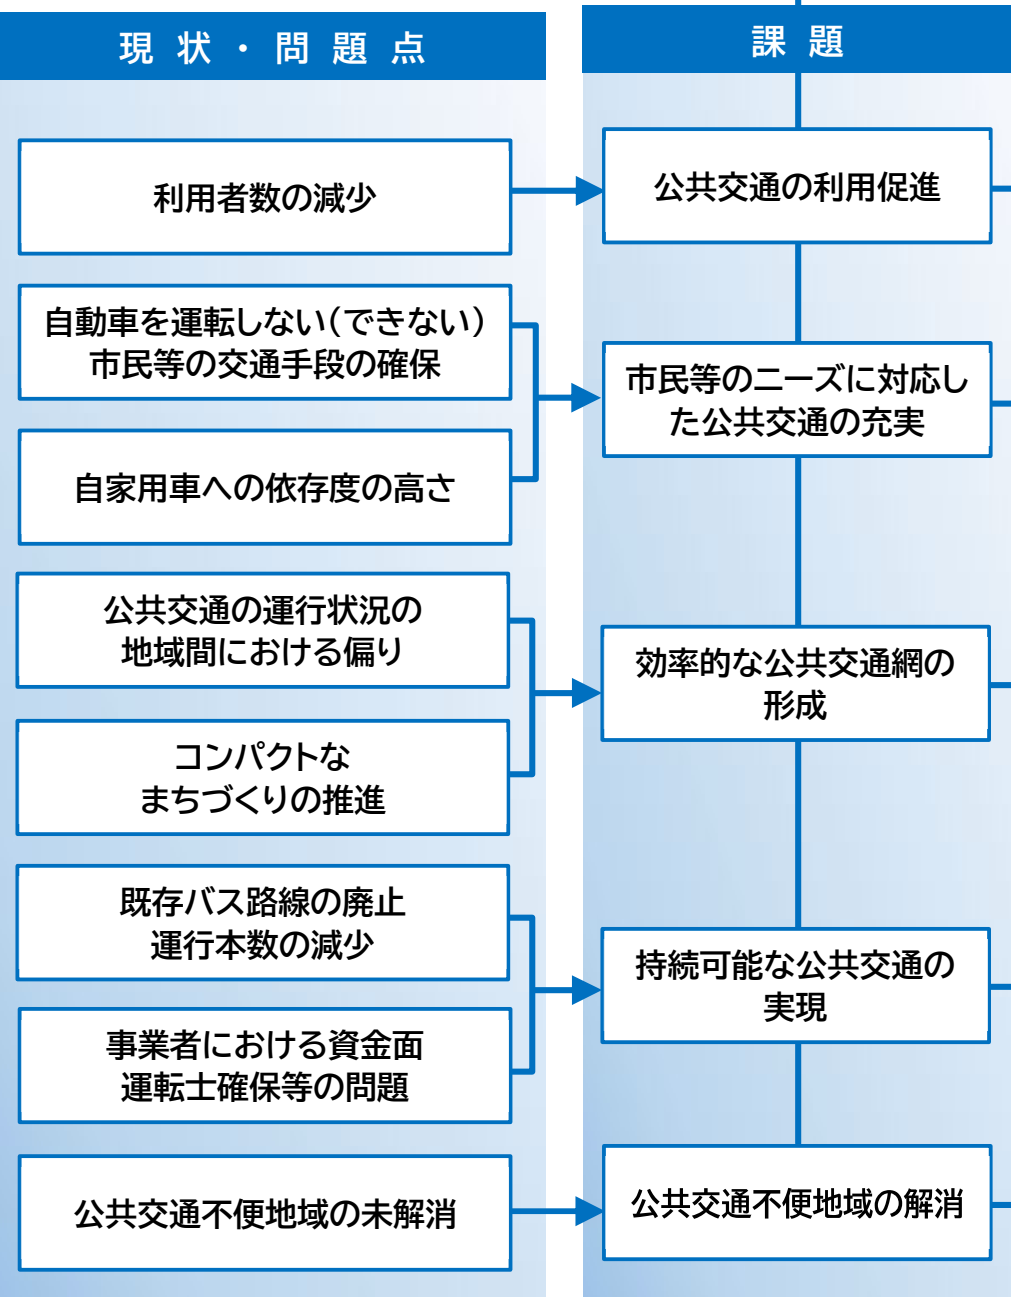 現状・問題点
利用者数の減少
自動車を運転しない（できない）
市民等の交通手段の確保
自家用車への依存度の高さ
公共交通の運行状況の
地域間における偏り
コンパクトな
まちづくりの推進
既存バス路線の廃止
運行本数の減少
事業者における資金面
運転士確保等の問題
公共交通不便地域の未解消
課題
公共交通の利用促進
市民等のニーズに対応し
た公共交通の充実
効率的な公共交通網の
形成
持続可能な公共交通の
実現
公共交通不便地域の解消